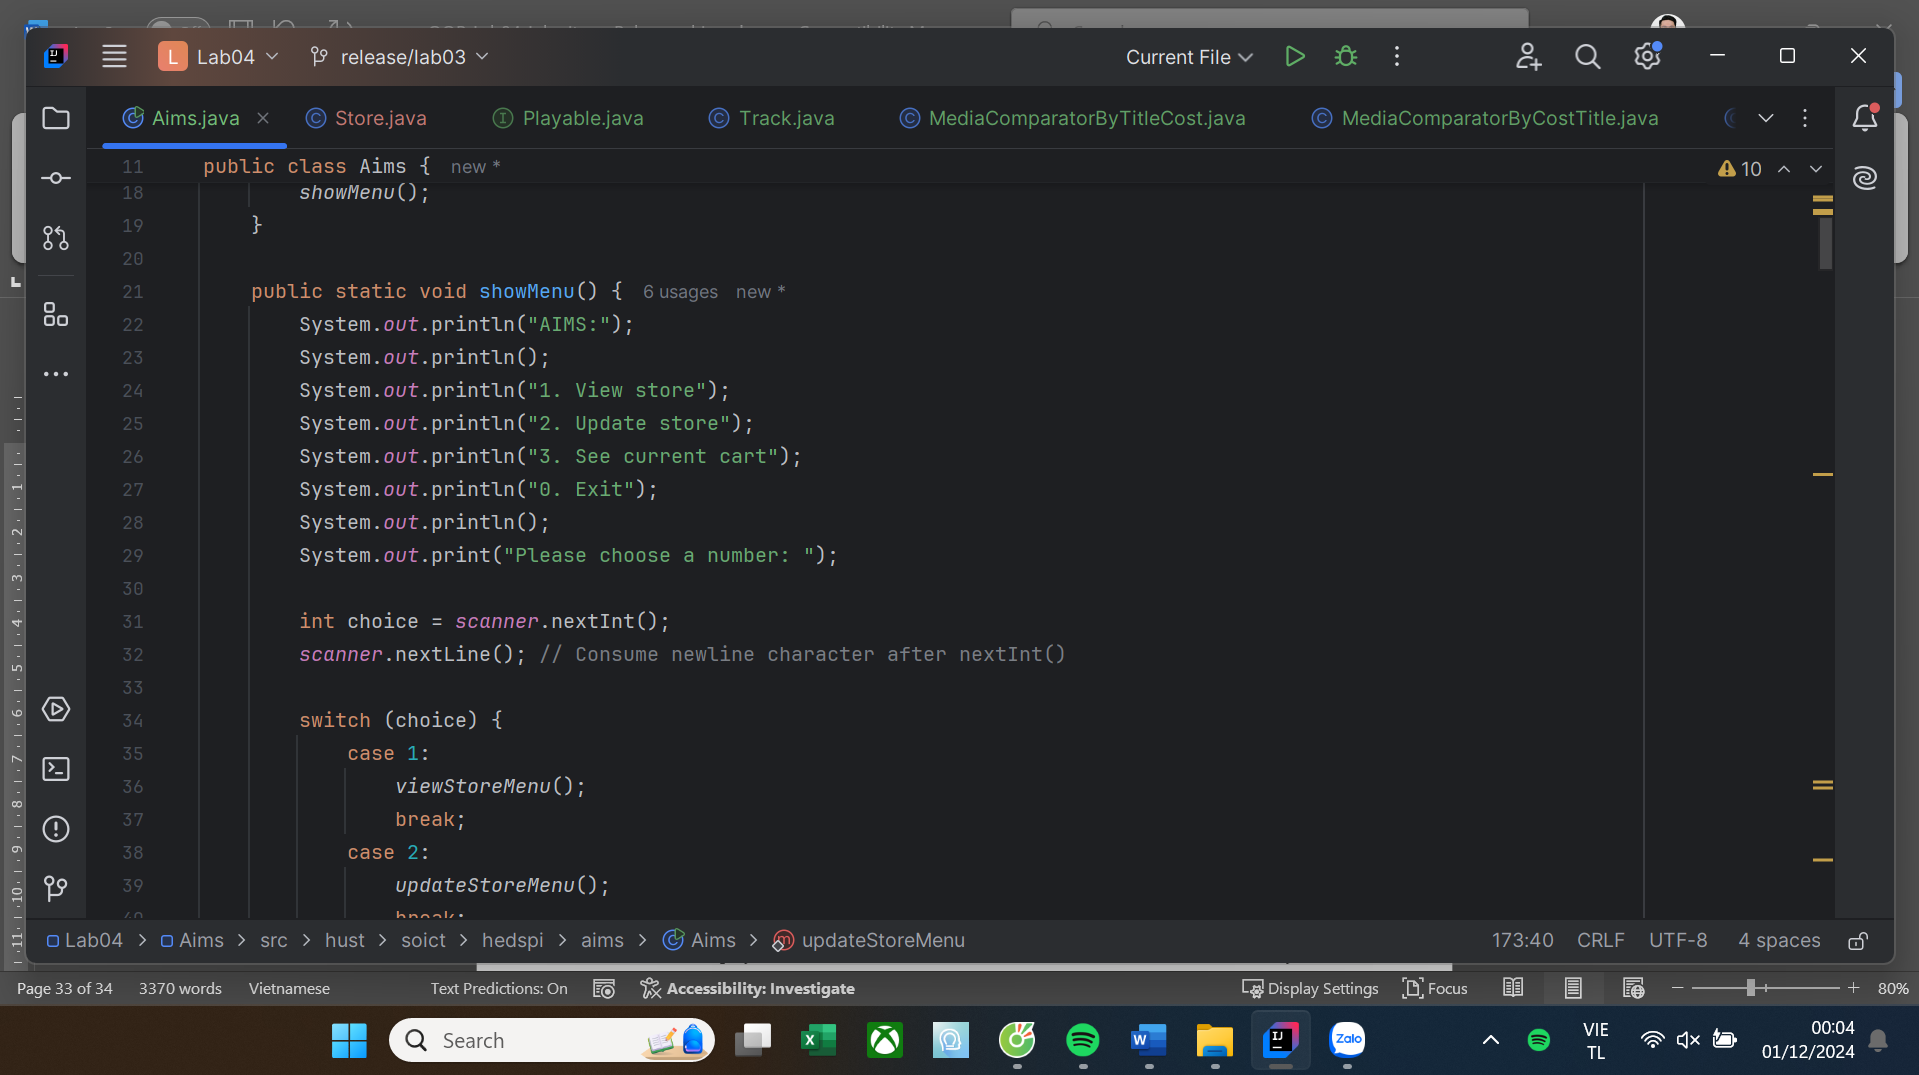 L Lab04 release/lab03 Current File
Aims.java Store.java Playable.java Track.java MediaComparatorByTitleCost.java MediaComparatorByCostTitle.java
11 public class Aims { new *
10
18 showMenu();
19 }
20
21 public static void showMenu() { 6 usages new *
22 System.out.println("AIMS:");
23 System.out.println();
24 System.out.println("1. View store");
25 System.out.println("2. Update store");
26 System.out.println("3. See current cart");
27 System.out.println("0. Exit");
28 System.out.println();
29 System.out.print("Please choose a number: ");
30
31 int choice = scanner.nextInt();
32 scanner.nextLine(); // Consume newline character after nextInt()
33
34 switch (choice) {
35 case 1:
36 viewStoreMenu();
37 break;
38 case 2:
39 updateStoreMenu();
40 break;
Lab04 > Aims > src > hust > soict > hedspi > aims > Aims > updateStoreMenu 173:40 CRLF UTF-8 4 spaces
Page 33 of 34 3370 words Vietnamese Text Predictions: On Accessibility: Investigate Display Settings Focus 80%
Search
Zalo
VIE
TL
00:04
01/12/2024